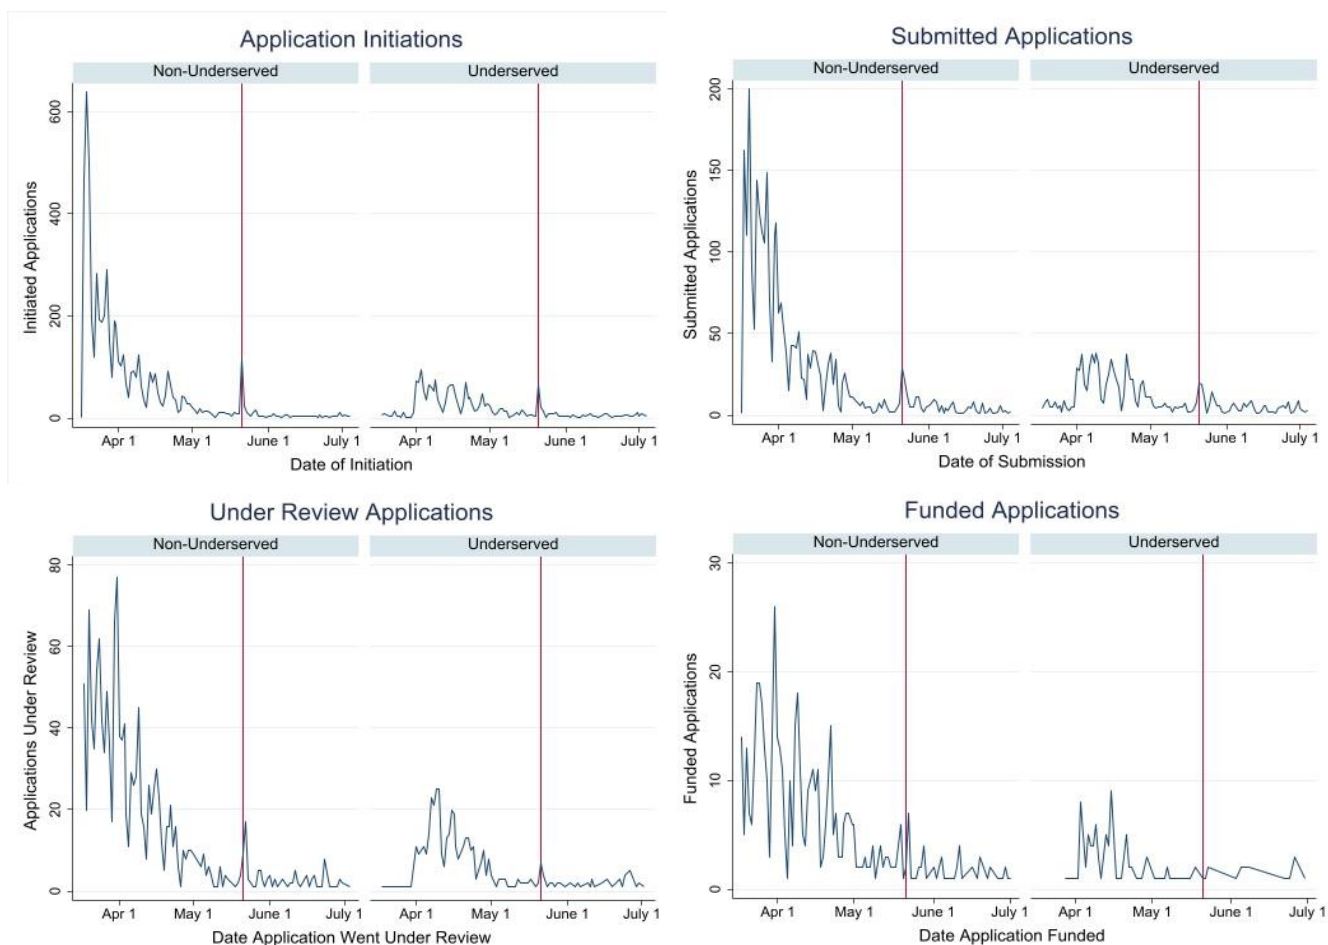 Application Initiations
Non-Underserved Underserved
Initiated Applications
600
400
200
0
Apr 1 May 1 June 1 July 1 Apr 1 May 1 June 1 July 1
Date of Initiation
Submitted Applications
Non-Underserved Underserved
Submitted Applications
200
150
100
50
0
Apr 1 May 1 June 1 July 1 Apr 1 May 1 June 1 July 1
Date of Submission
Under Review Applications
Non-Underserved Underserved
Applications Under Review
80
60
40
20
0
Apr 1 May 1 June 1 July 1 Apr 1 May 1 June 1 July 1
Date Application Went Under Review
Funded Applications
Non-Underserved Underserved
Funded Applications
30
20
10
0
Apr 1 May 1 June 1 July 1 Apr 1 May 1 June 1 July 1
Date Application Funded